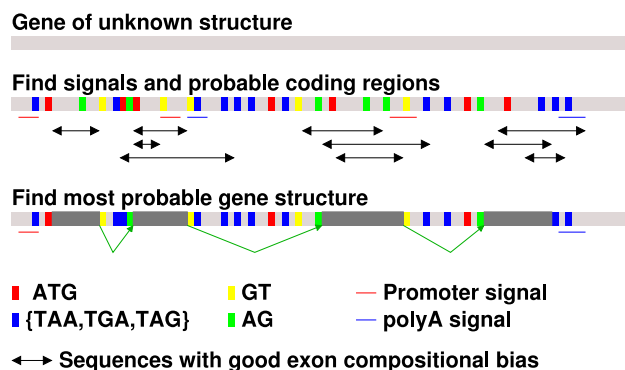 Gene of unknown structure
Find signals and probable coding regions
Find most probable gene structure
ATG GT Promoter signal
{TAA,TGA,TAG} AG polyA signal
Sequences with good exon compositional bias